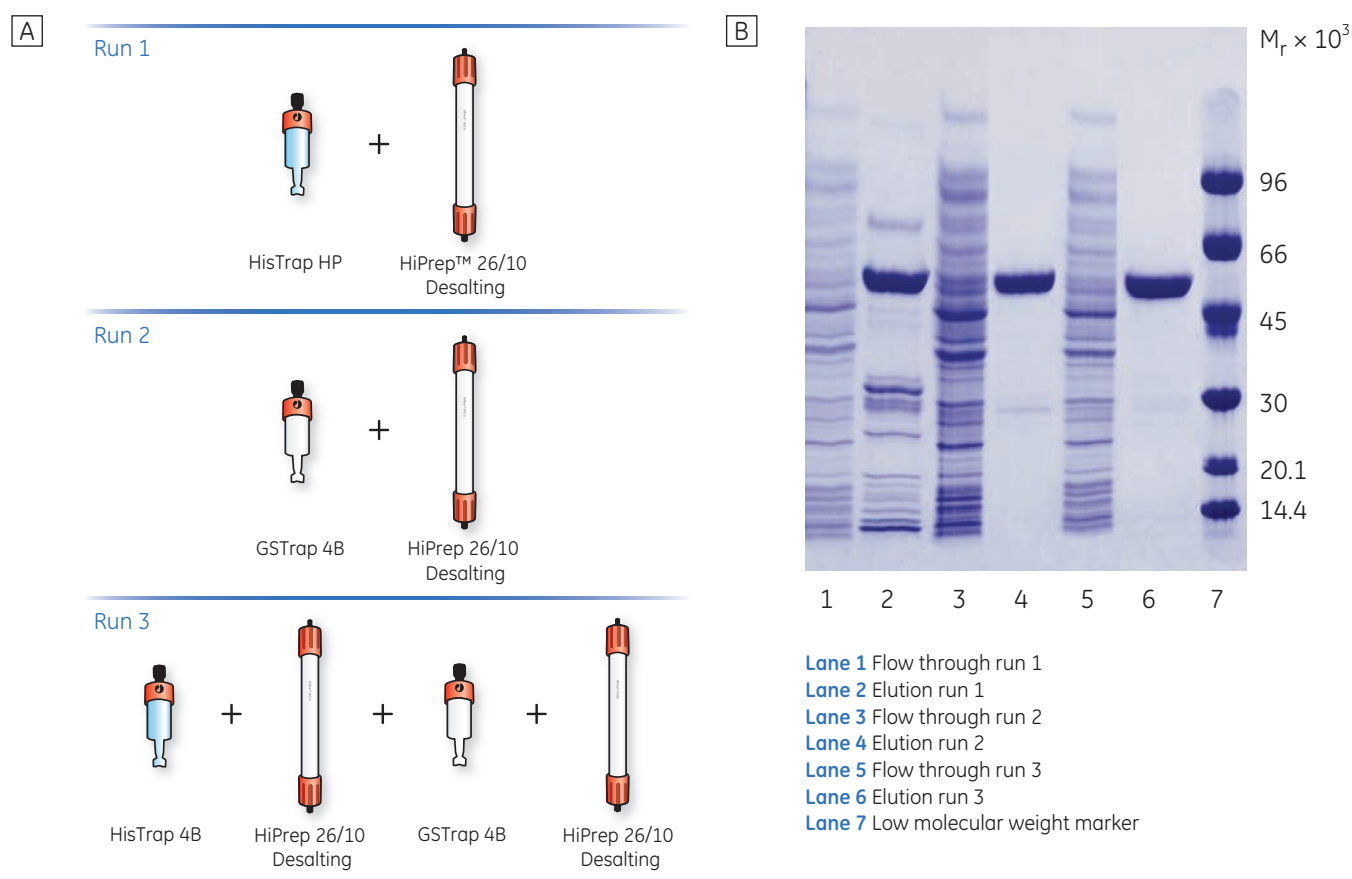 A
Run 1
+
HisTrap HP
HiPrep™ 26/10
Desalting
Run 2
+
GSTrap 4B
HiPrep 26/10
Desalting
Run 3
+
+
+
HisTrap 4B
HiPrep 26/10
Desalting
GSTrap 4B
HiPrep 26/10
Desalting
B
Mr × 10³
96
66
45
30
20.1
14.4
1 2 3 4 5 6 7
Lane 1 Flow through run 1
Lane 2 Elution run 1
Lane 3 Flow through run 2
Lane 4 Elution run 2
Lane 5 Flow through run 3
Lane 6 Elution run 3
Lane 7 Low molecular weight marker